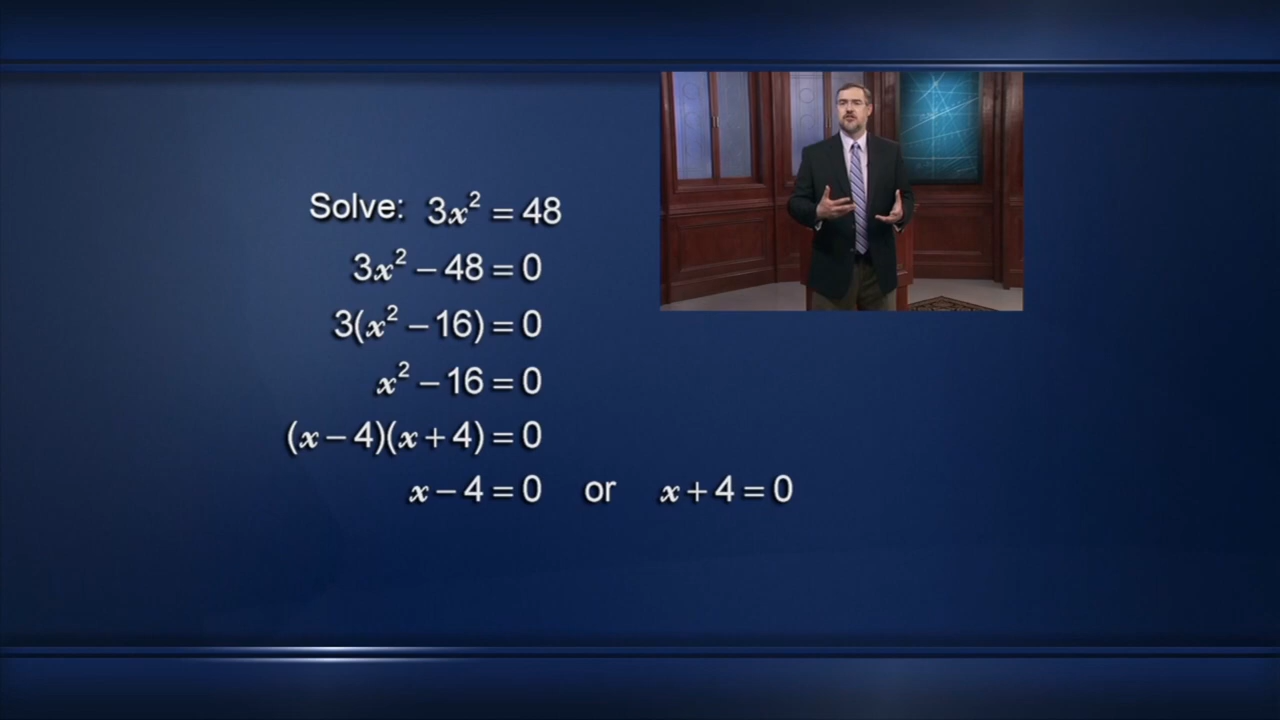 Solve: 3x² = 48
3x² − 48 = 0
3(x² − 16) = 0
x² − 16 = 0
(x − 4)(x + 4) = 0
x − 4 = 0 or x + 4 = 0